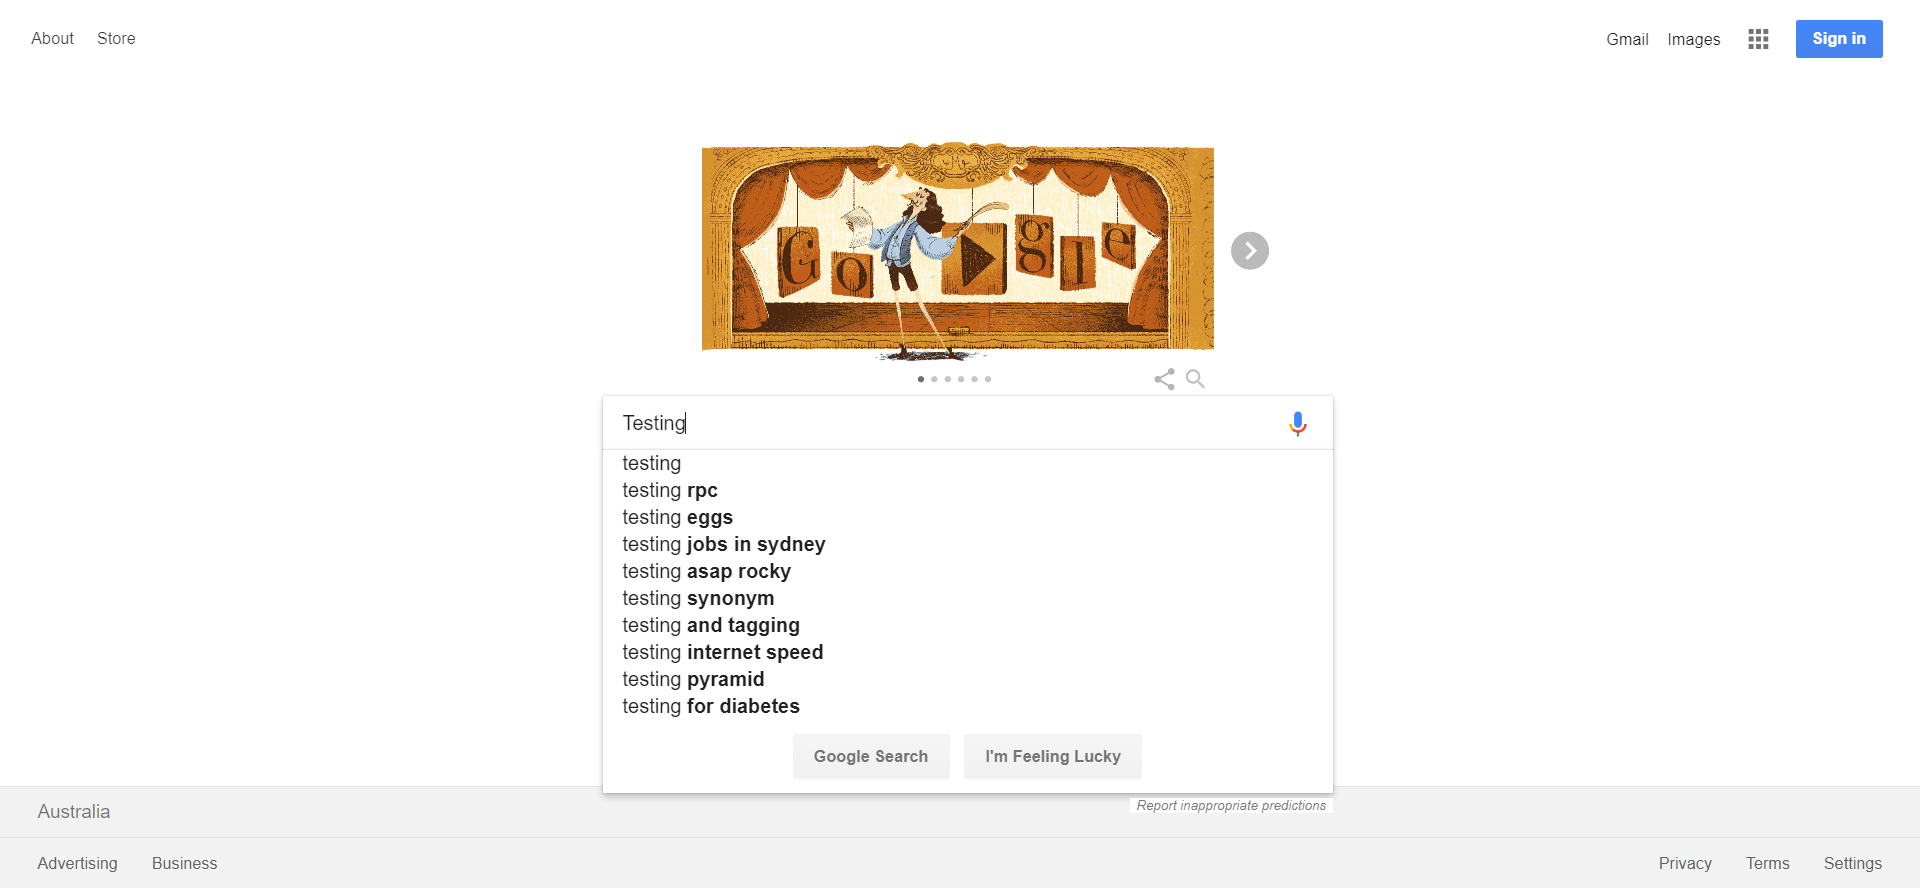 About Store
Gmail Images Sign in
Go gle
Testing
testing
testing rpc
testing eggs
testing jobs in sydney
testing asap rocky
testing synonym
testing and tagging
testing internet speed
testing pyramid
testing for diabetes
Google Search I'm Feeling Lucky
Report inappropriate predictions
Australia
Advertising Business
Privacy Terms Settings